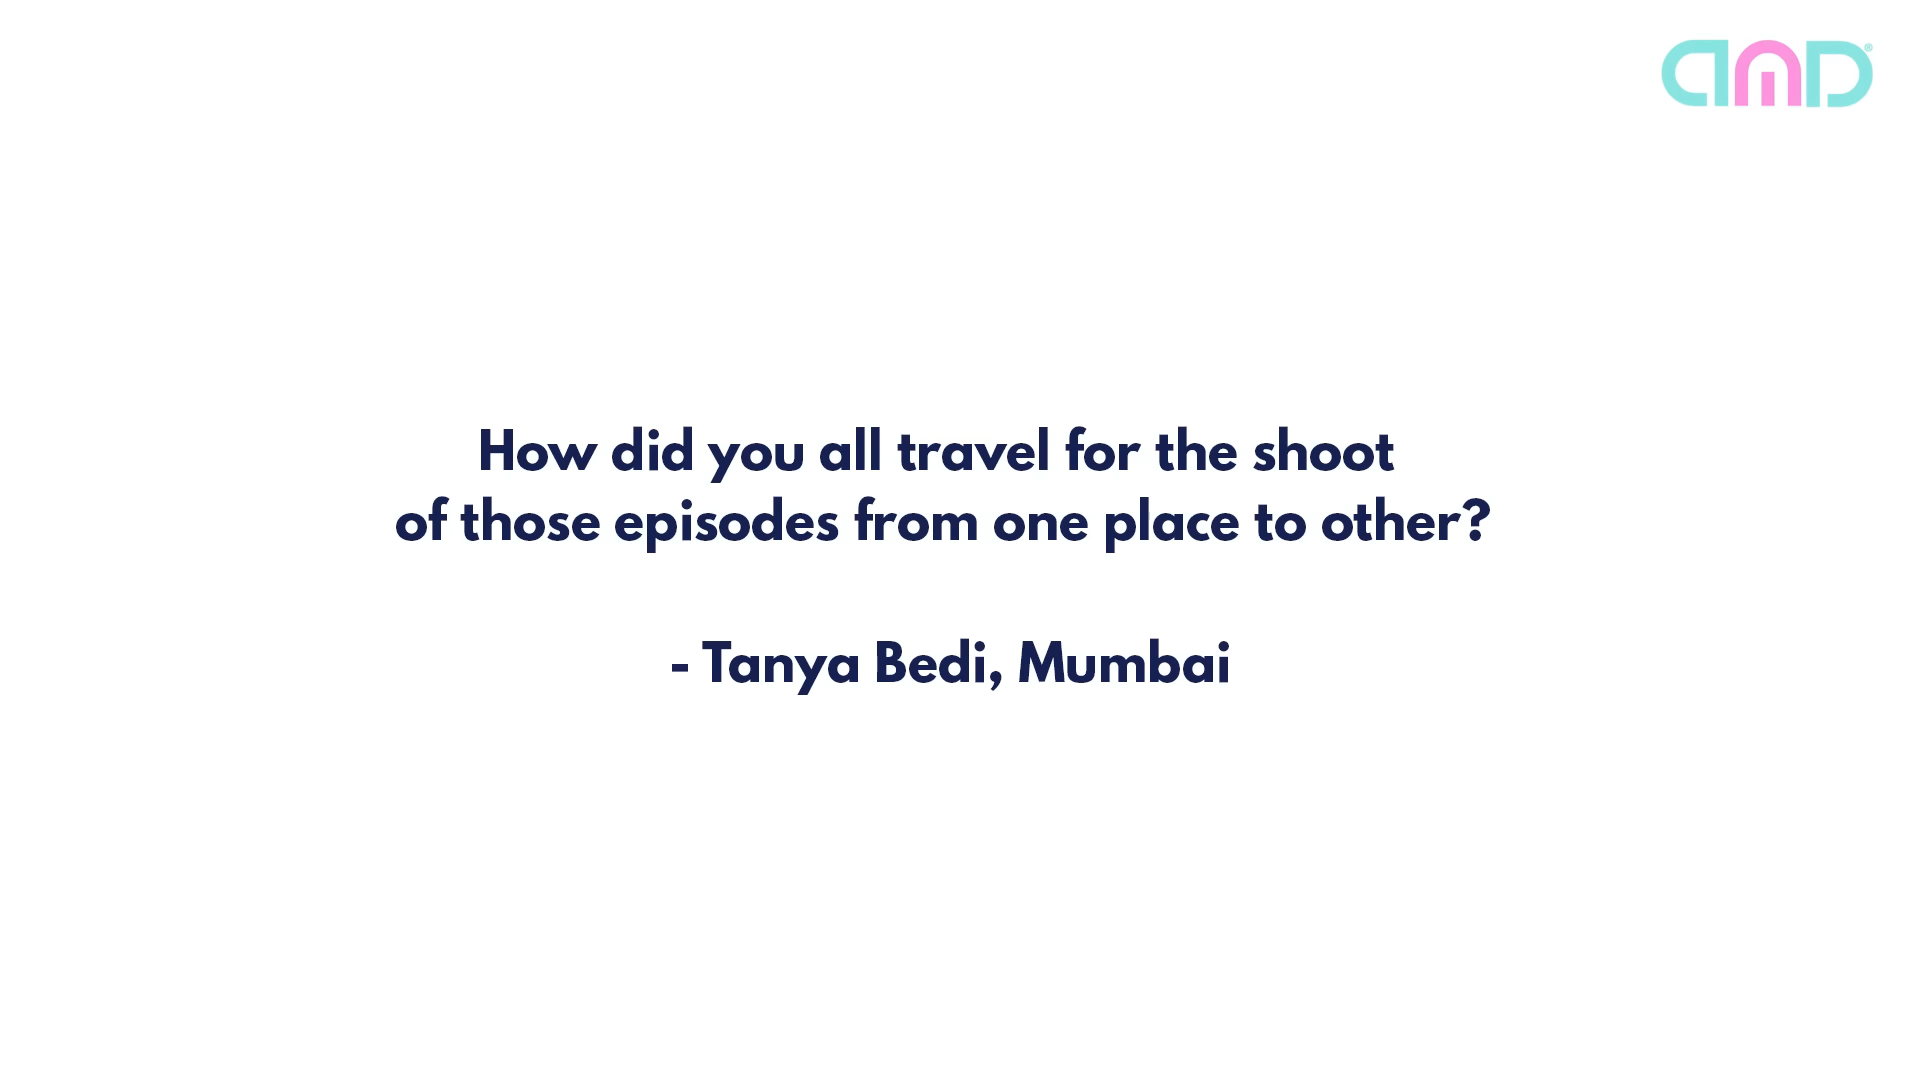 AMD®
How did you all travel for the shoot
of those episodes from one place to other?
- Tanya Bedi, Mumbai